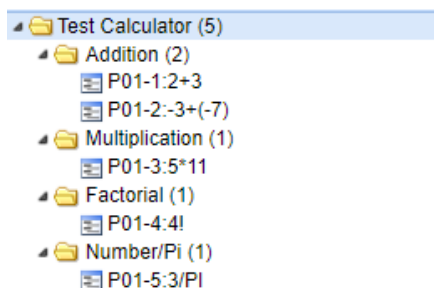 Test Calculator (5)
Addition (2)
P01-1:2+3
P01-2:-3+(-7)
Multiplication (1)
P01-3:5*11
Factorial (1)
P01-4:4!
Number/Pi (1)
P01-5:3/PI